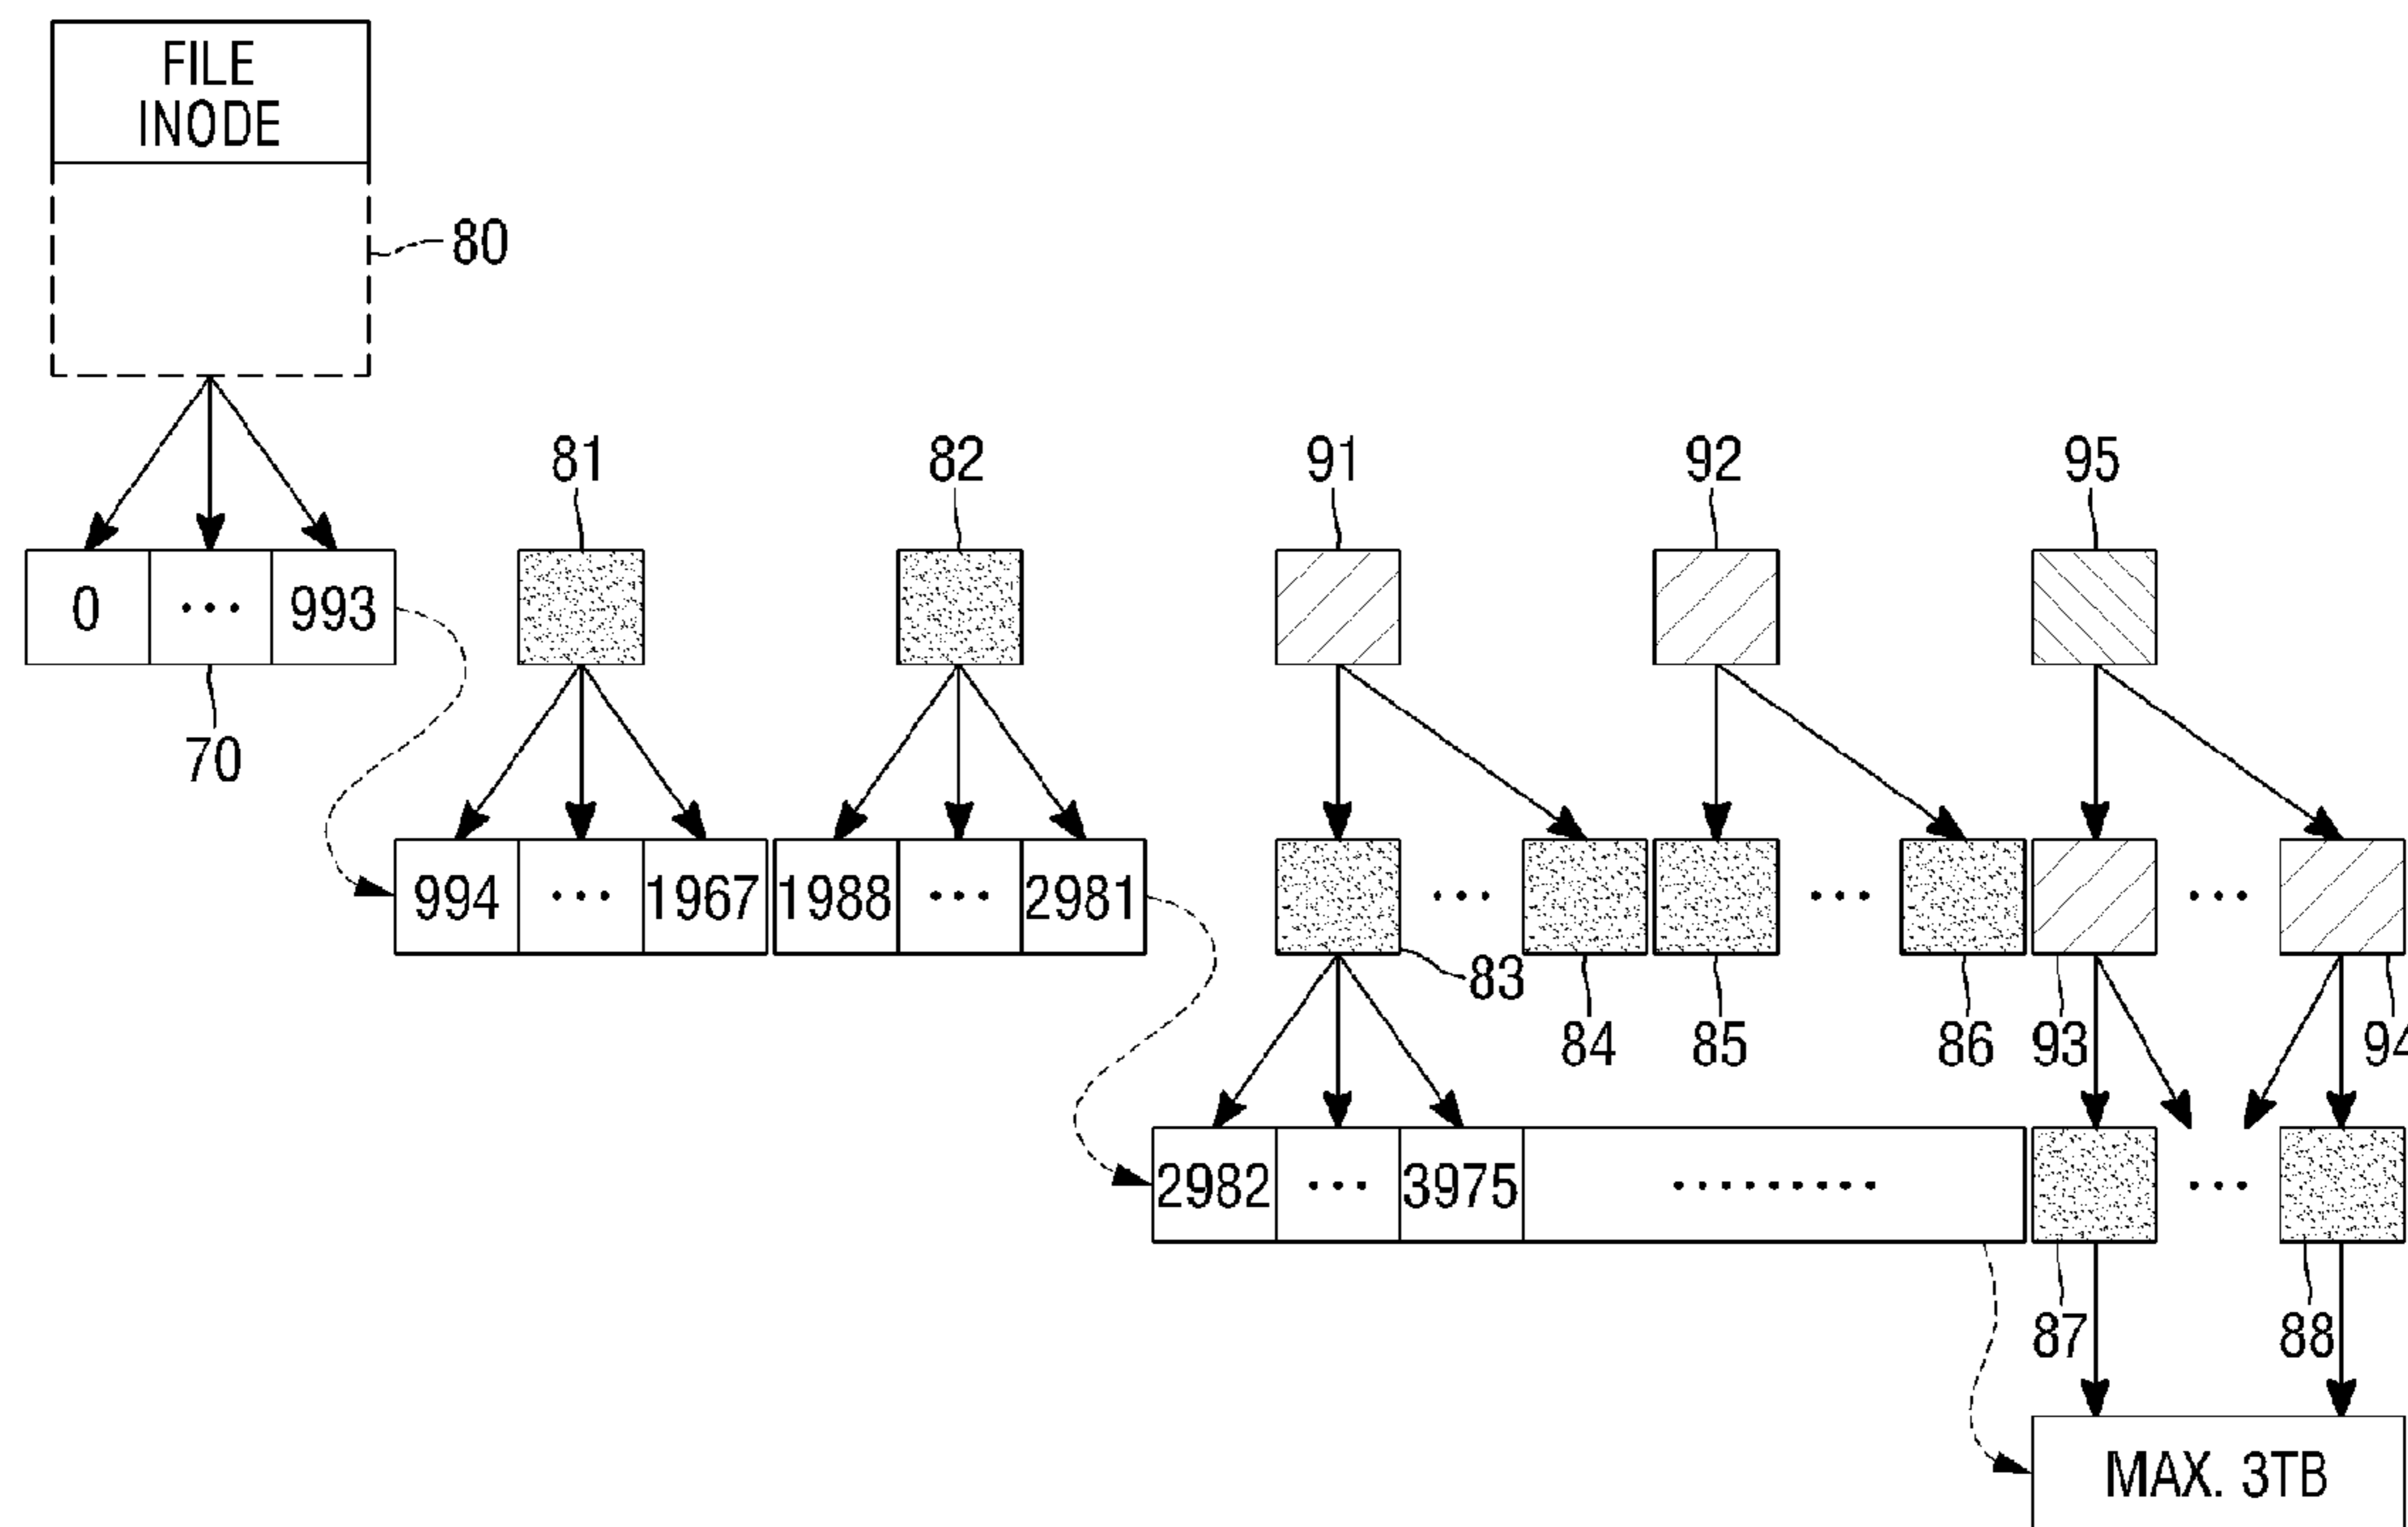 FILE
INODE
80
81
82
91
92
95
0 ... 993
70
994 ... 1967 1988 ... 2981
... ... ...
83
84 85 86 93 94
2982 ... 3975 ......... ...
87 88
MAX. 3TB